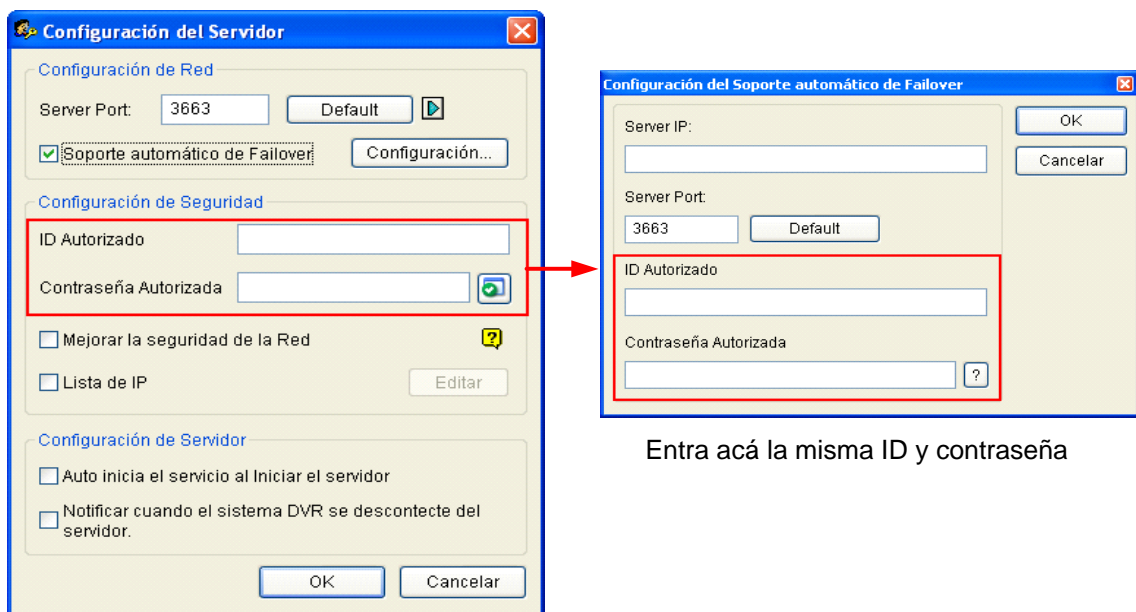 Configuración del Servidor
Configuración de Red
Server Port: 3663 Default
Soporte automático de Failover Configuración...
Configuración de Seguridad
ID Autorizado
Contraseña Autorizada
Mejorar la seguridad de la Red ?
Lista de IP Editar
Configuración de Servidor
Auto inicia el servicio al Iniciar el servidor
Notificar cuando el sistema DVR se descontecte del
servidor.
OK Cancelar
Configuración del Soporte automático de Failover
Server IP: OK
Cancelar
Server Port:
3663 Default
ID Autorizado
Contraseña Autorizada
?
Entra acá la misma ID y contraseña